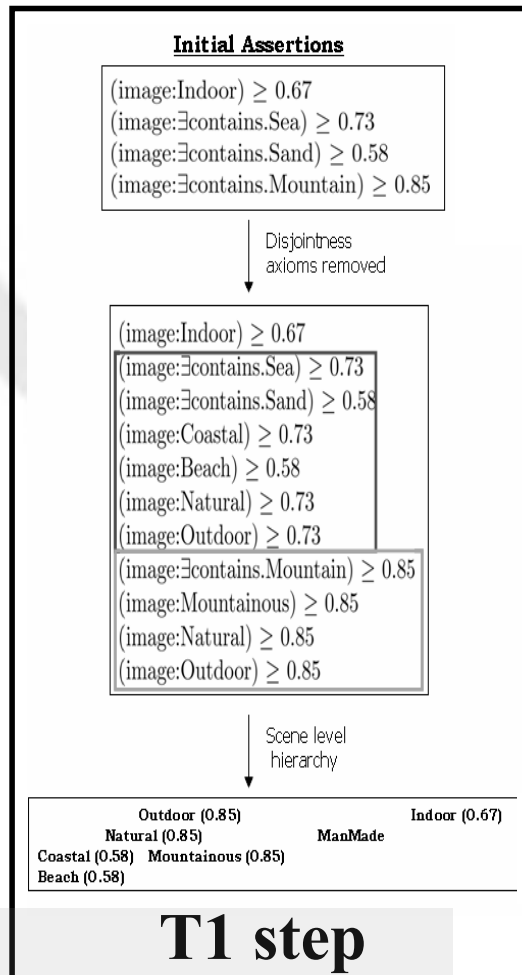 Initial Assertions
(image:Indoor) ≥ 0.67
(image:∃contains.Sea) ≥ 0.73
(image:∃contains.Sand) ≥ 0.58
(image:∃contains.Mountain) ≥ 0.85
Disjointness
axioms removed
(image:Indoor) ≥ 0.67
(image:∃contains.Sea) ≥ 0.73
(image:∃contains.Sand) ≥ 0.58
(image:Coastal) ≥ 0.73
(image:Beach) ≥ 0.58
(image:Natural) ≥ 0.73
(image:Outdoor) ≥ 0.73
(image:∃contains.Mountain) ≥ 0.85
(image:Mountainous) ≥ 0.85
(image:Natural) ≥ 0.85
(image:Outdoor) ≥ 0.85
Scene level
hierarchy
Outdoor (0.85) Indoor (0.67)
Natural (0.85) ManMade
Coastal (0.58) Mountainous (0.85)
Beach (0.58)
T1 step